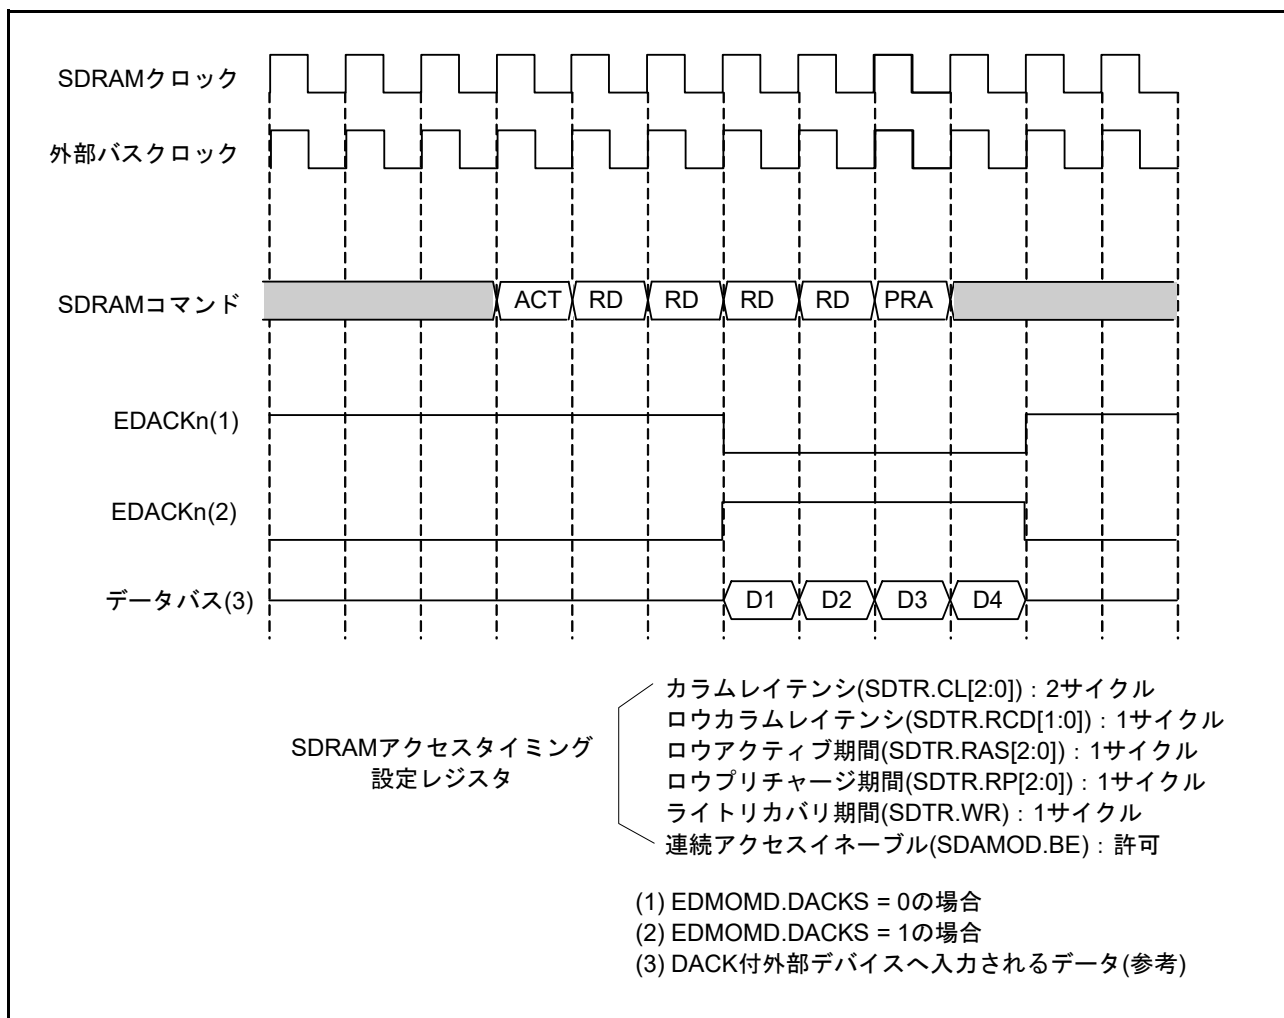 SDRAMクロック
外部バスクロック
SDRAMコマンド
ACT RD RD RD RD PRA
EDACKn(1)
EDACKn(2)
データバス(3)
D1 D2 D3 D4
SDRAMアクセスタイミング
設定レジスタ
カラムレイテンシ(SDTR.CL[2:0])：2サイクル
ロウカラムレイテンシ(SDTR.RCD[1:0])：1サイクル
ロウアクティブ期間(SDTR.RAS[2:0])：1サイクル
ロウプリチャージ期間(SDTR.RP[2:0])：1サイクル
ライトリカバリ期間(SDTR.WR)：1サイクル
連続アクセスイネーブル(SDAMOD.BE)：許可
(1) EDMOMD.DACKS = 0の場合
(2) EDMOMD.DACKS = 1の場合
(3) DACK付外部デバイスへ入力されるデータ(参考)